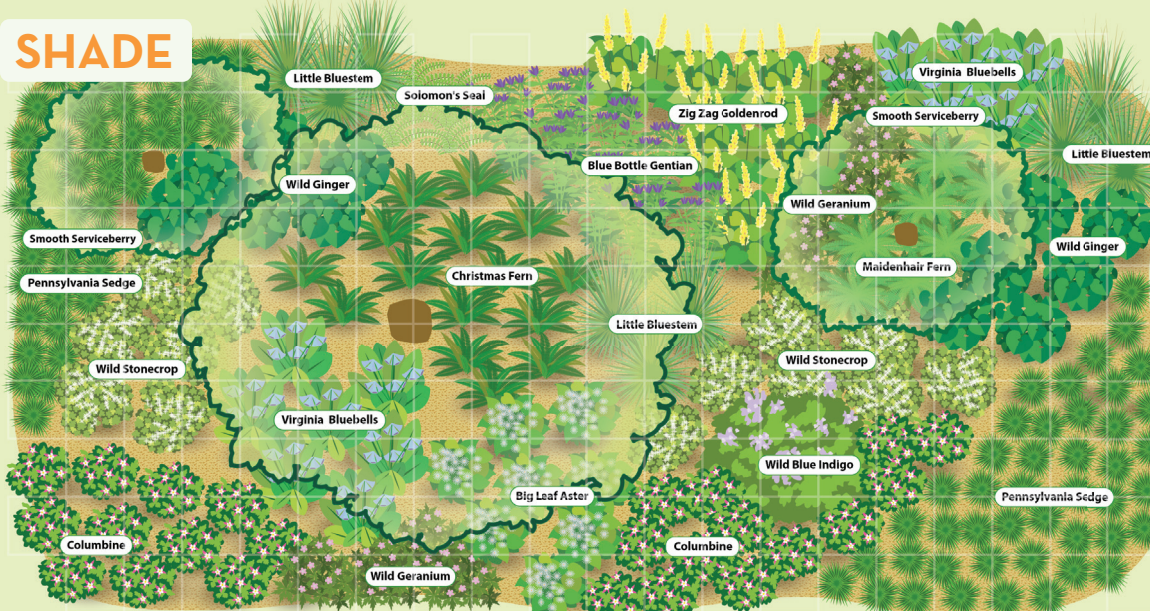 SHADE
Little Bluestem
Solomon's Seal
Zig Zag Goldenrod
Virginia Bluebells
Smooth Serviceberry
Little Bluestem
Blue Bottle Gentian
Wild Ginger
Wild Geranium
Smooth Serviceberry
Wild Ginger
Pennsylvania Sedge
Christmas Fern
Maidenhair Fern
Little Bluestem
Wild Stonecrop
Wild Stonecrop
Virginia Bluebells
Wild Blue Indigo
Big Leaf Aster
Pennsylvania Sedge
Columbine
Columbine
Wild Geranium